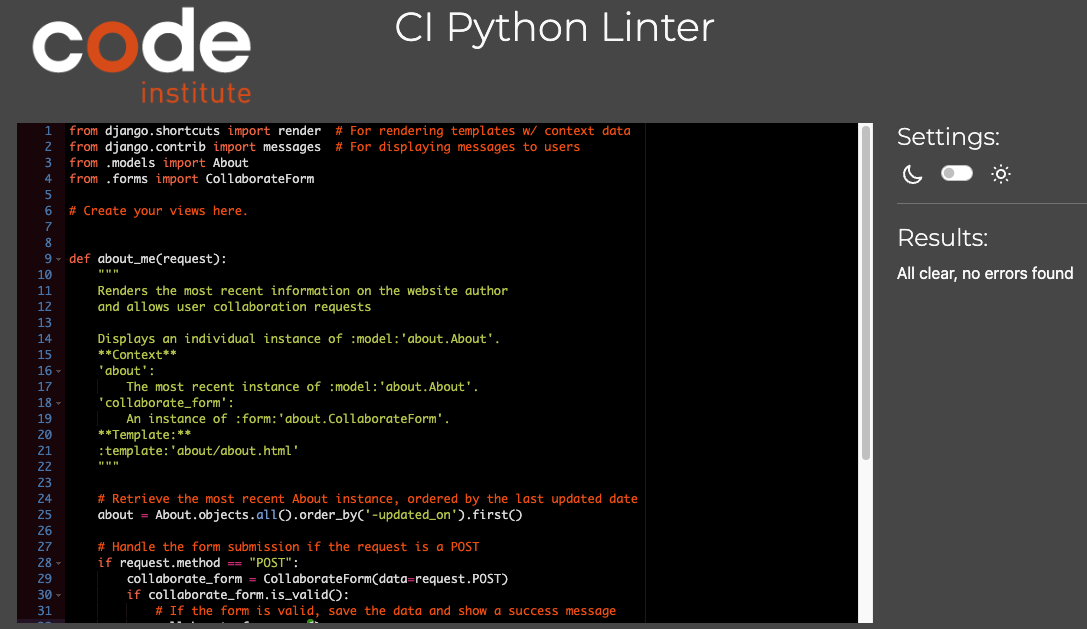 code
institute
CI Python Linter
1 from django.shortcuts import render  # For rendering templates w/ context data
2 from django.contrib import messages  # For displaying messages to users
3 from .models import About
4 from .forms import CollaborateForm
5
6 # Create your views here.
7
8
9 def about_me(request):
10     """
11     Renders the most recent information on the website author
12     and allows user collaboration requests
13
14     Displays an individual instance of :model:'about.About'.
15     **Context**
16     'about':
17         The most recent instance of :model:'about.About'.
18     'collaborate_form':
19         An instance of :form:'about.CollaborateForm'.
20     **Template:**
21     :template:'about/about.html'
22     """
23
24     # Retrieve the most recent About instance, ordered by the last updated date
25     about = About.objects.all().order_by('-updated_on').first()
26
27     # Handle the form submission if the request is a POST
28     if request.method == "POST":
29         collaborate_form = CollaborateForm(data=request.POST)
30         if collaborate_form.is_valid():
31             # If the form is valid, save the data and show a success message
Settings:
Results:
All clear, no errors found